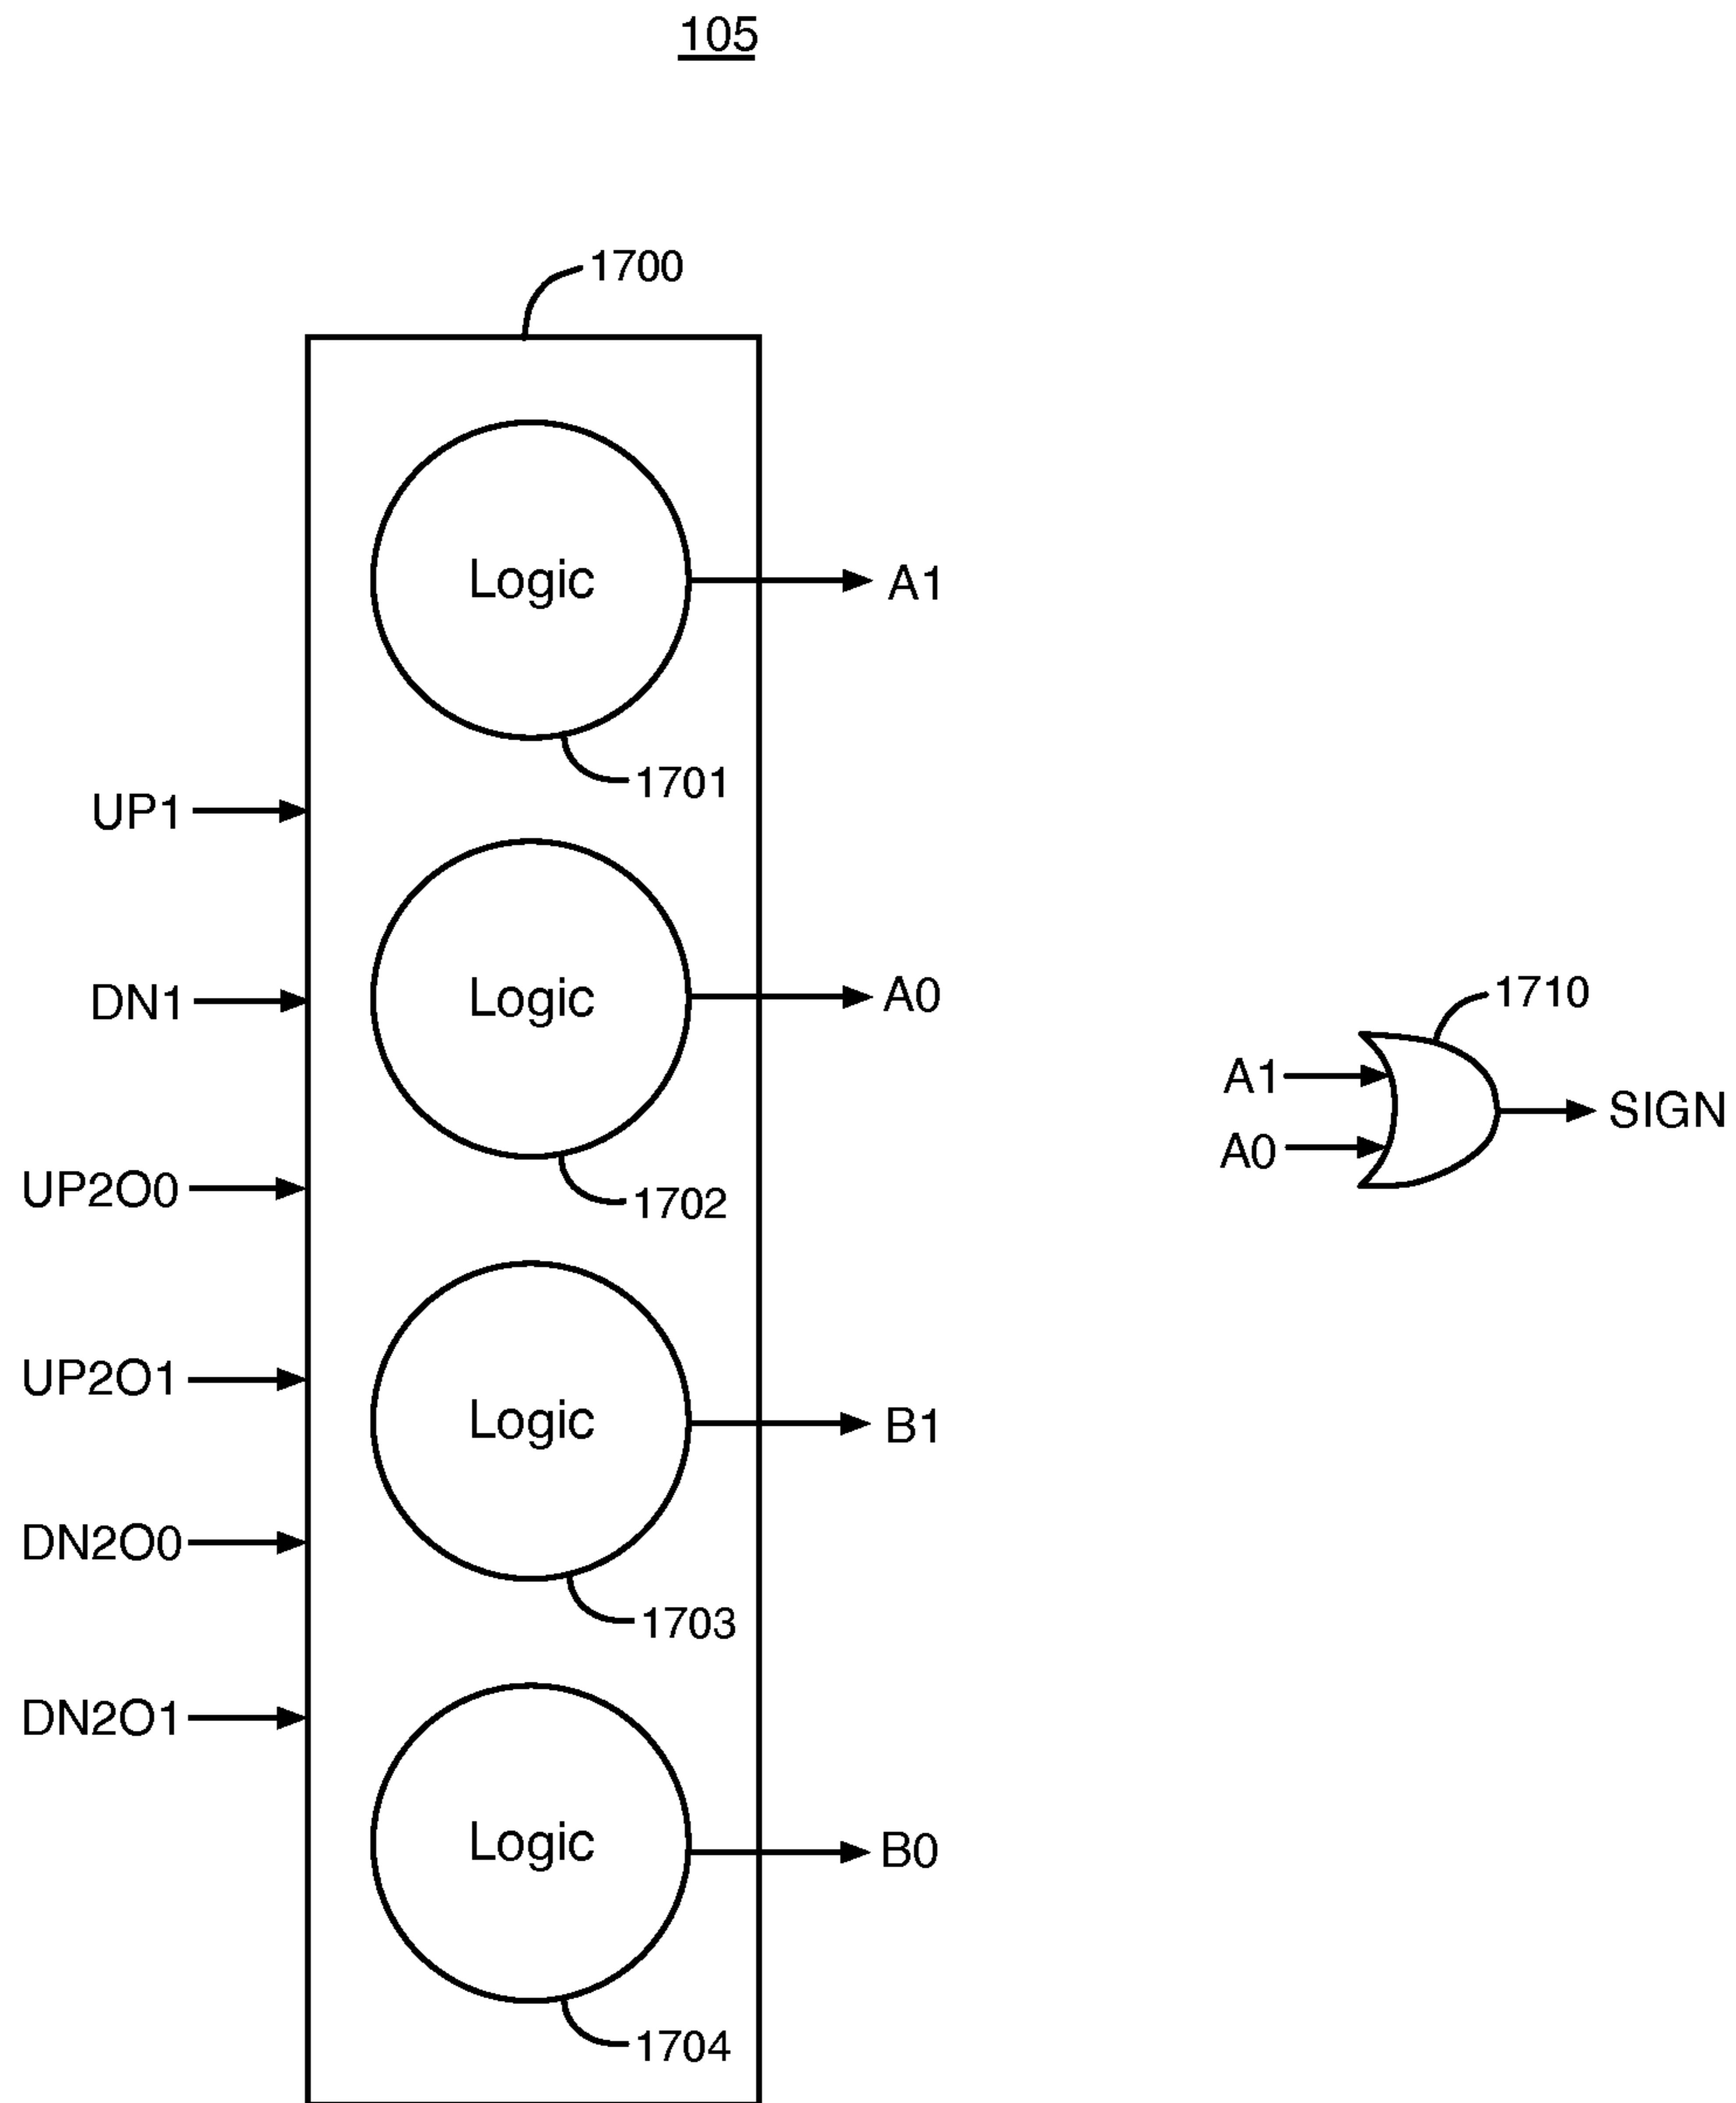 105
1700
Logic
A1
1701
UP1
Logic
DN1
A0
1702
1710
A1
A0
SIGN
UP2O0
UP2O1
Logic
B1
DN2O0
1703
DN2O1
Logic
B0
1704